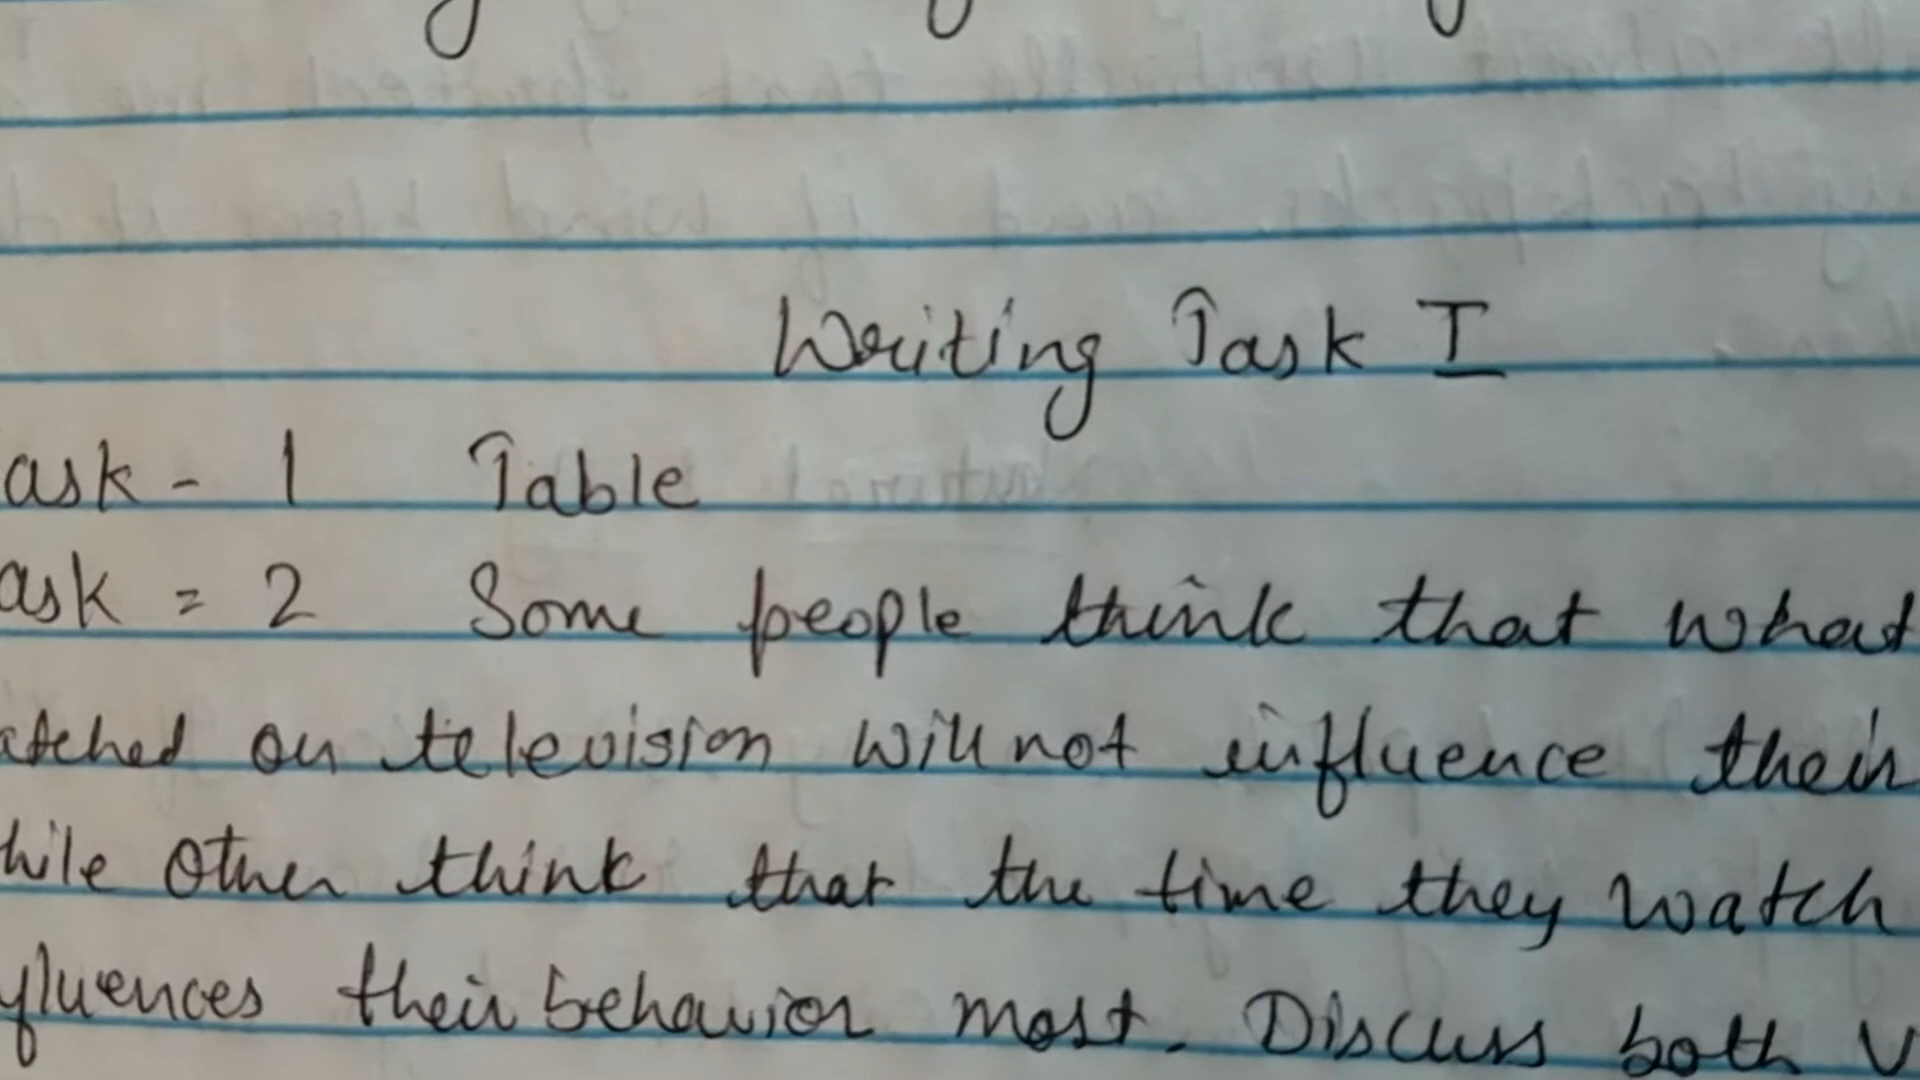 Writing Task I
ask - 1 Table
ask = 2 Some people think that what
atched on television will not influence their
hile other think that the time they watch
fluences their behavior most. Discuss both v